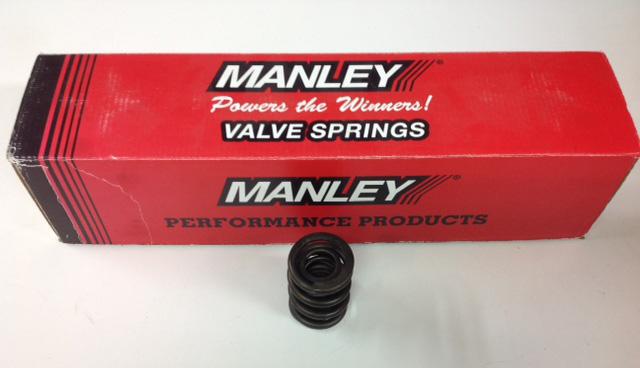 MANLEY®
Powers the Winners!
VALVE SPRINGS
MANLEY®
PERFORMANCE PRODUCTS